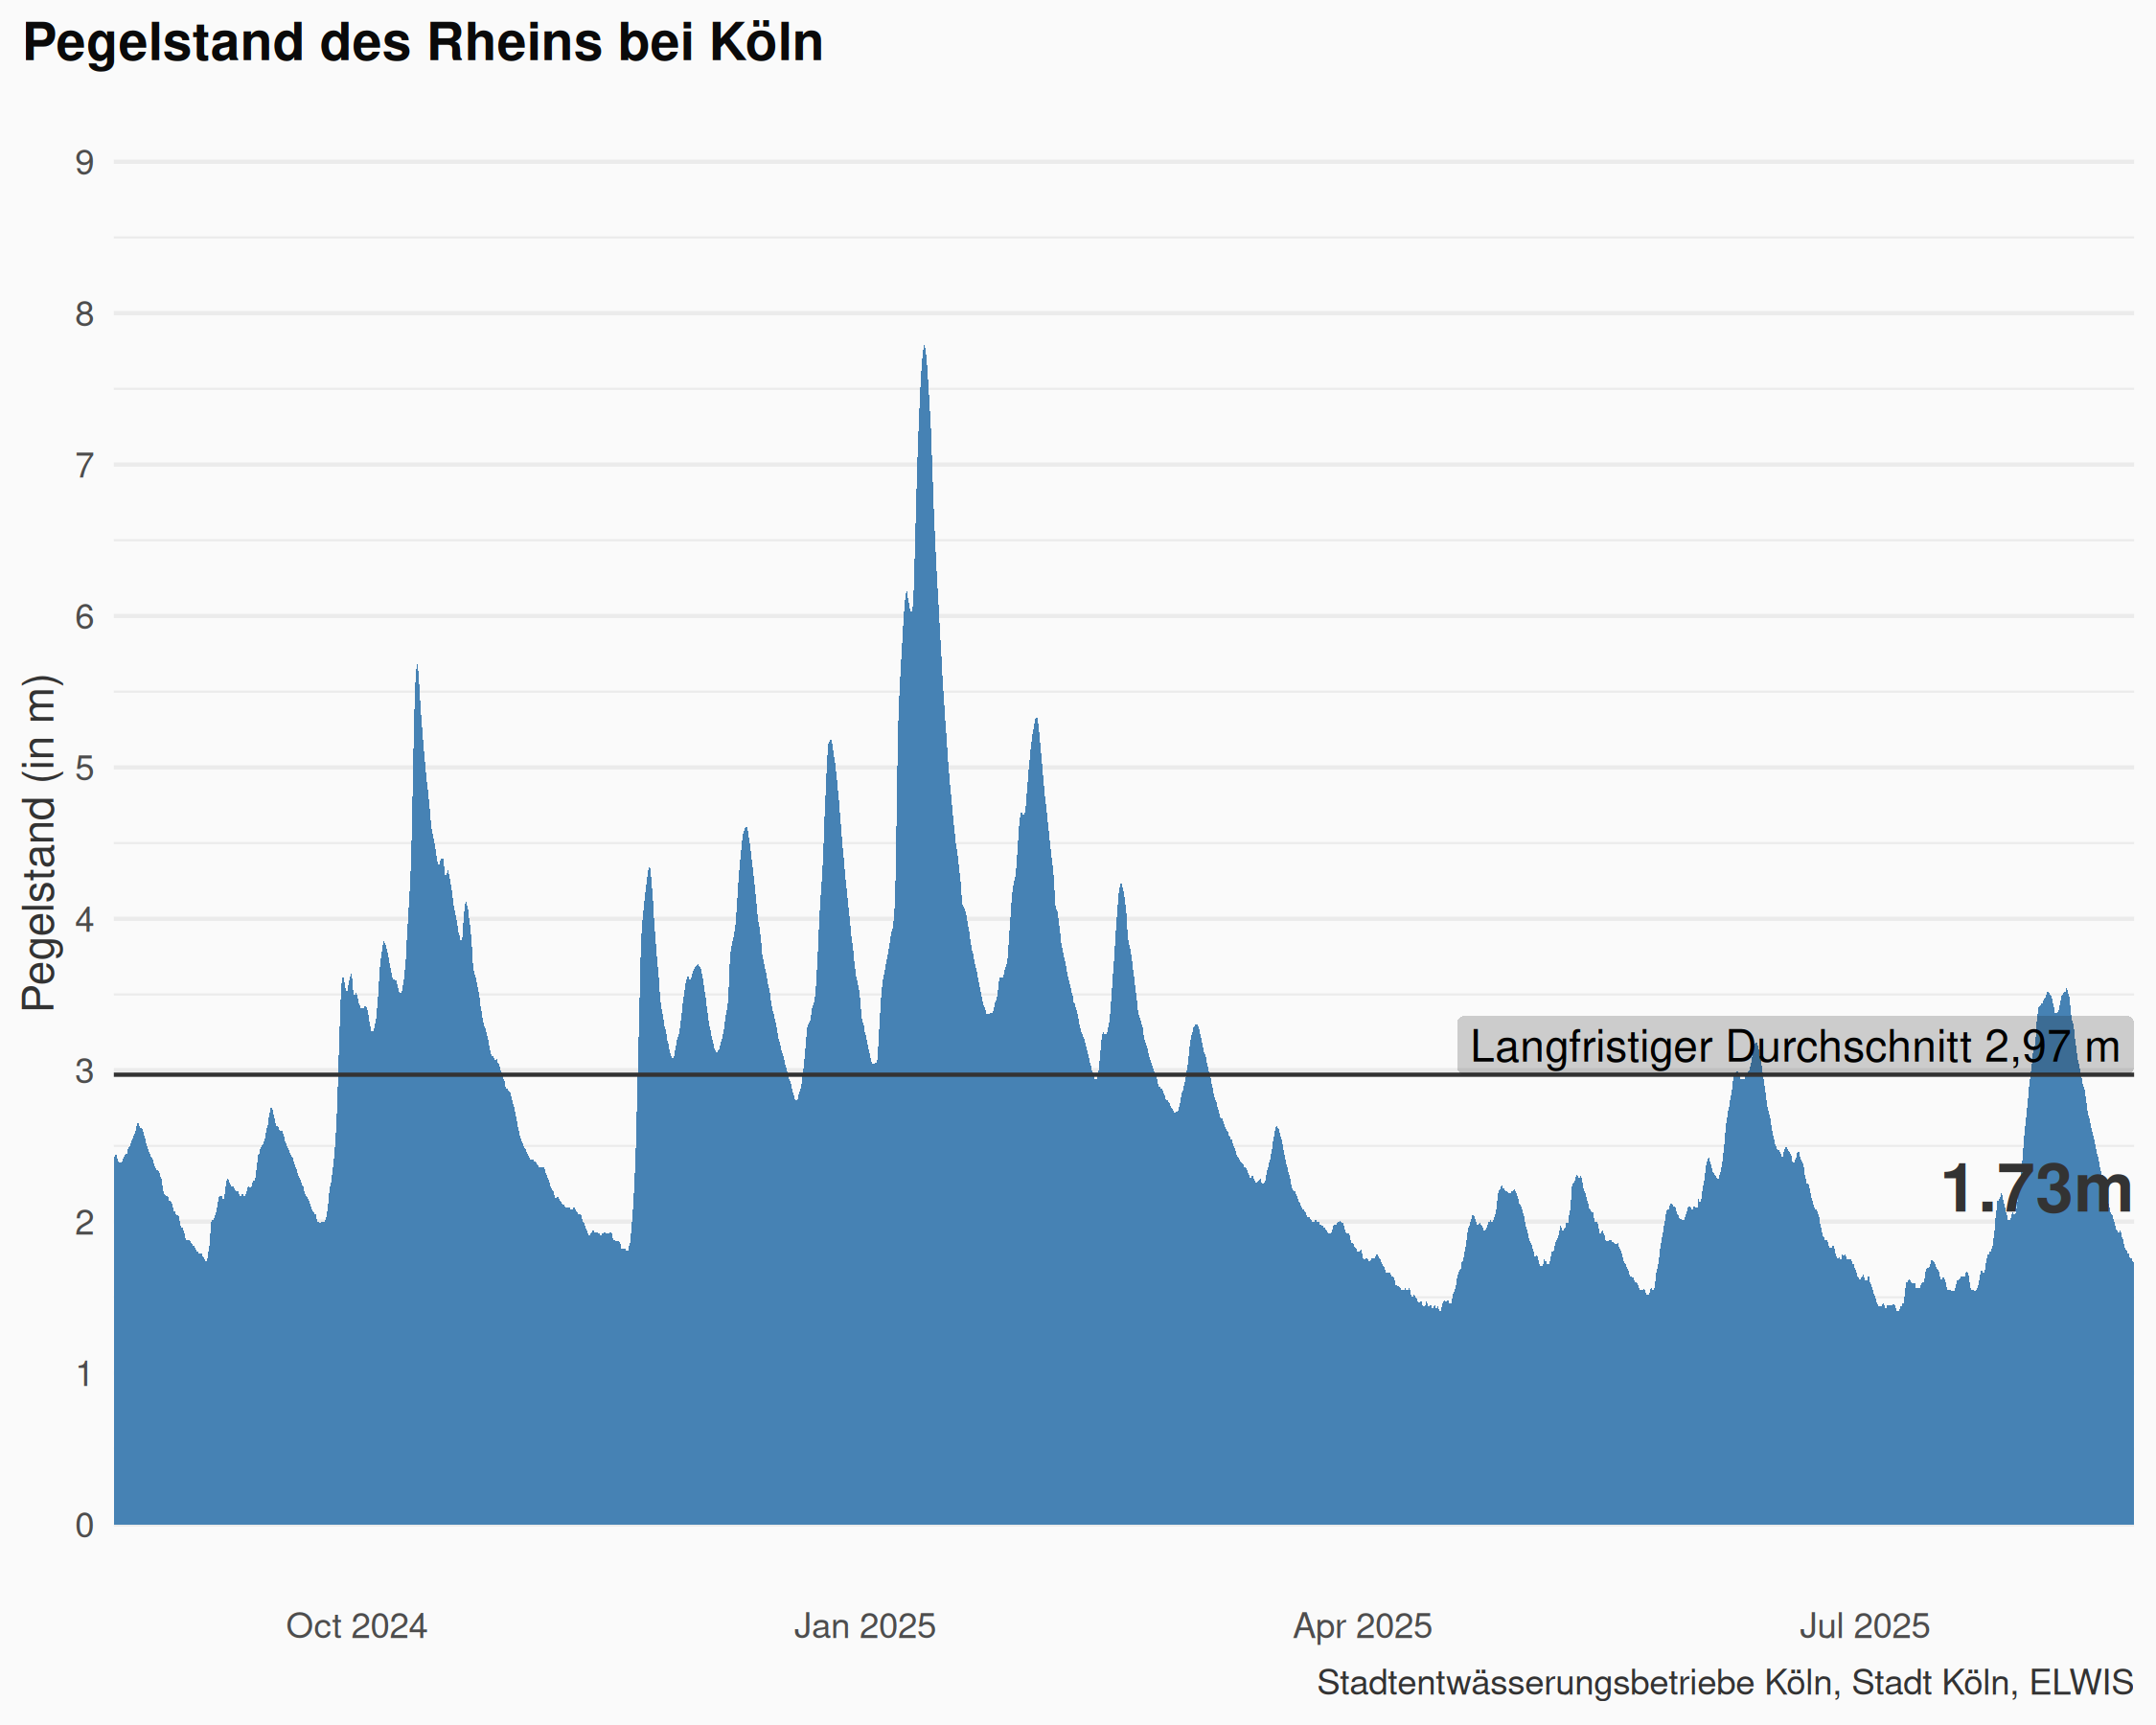 Pegelstand des Rheins bei Köln
Pegelstand (in m)
9
8
7
6
5
4
3
2
1
0
Langfristiger Durchschnitt 2,97 m
1.73m
Oct 2024
Jan 2025
Apr 2025
Jul 2025
Stadtentwässerungsbetriebe Köln, Stadt Köln, ELWIS